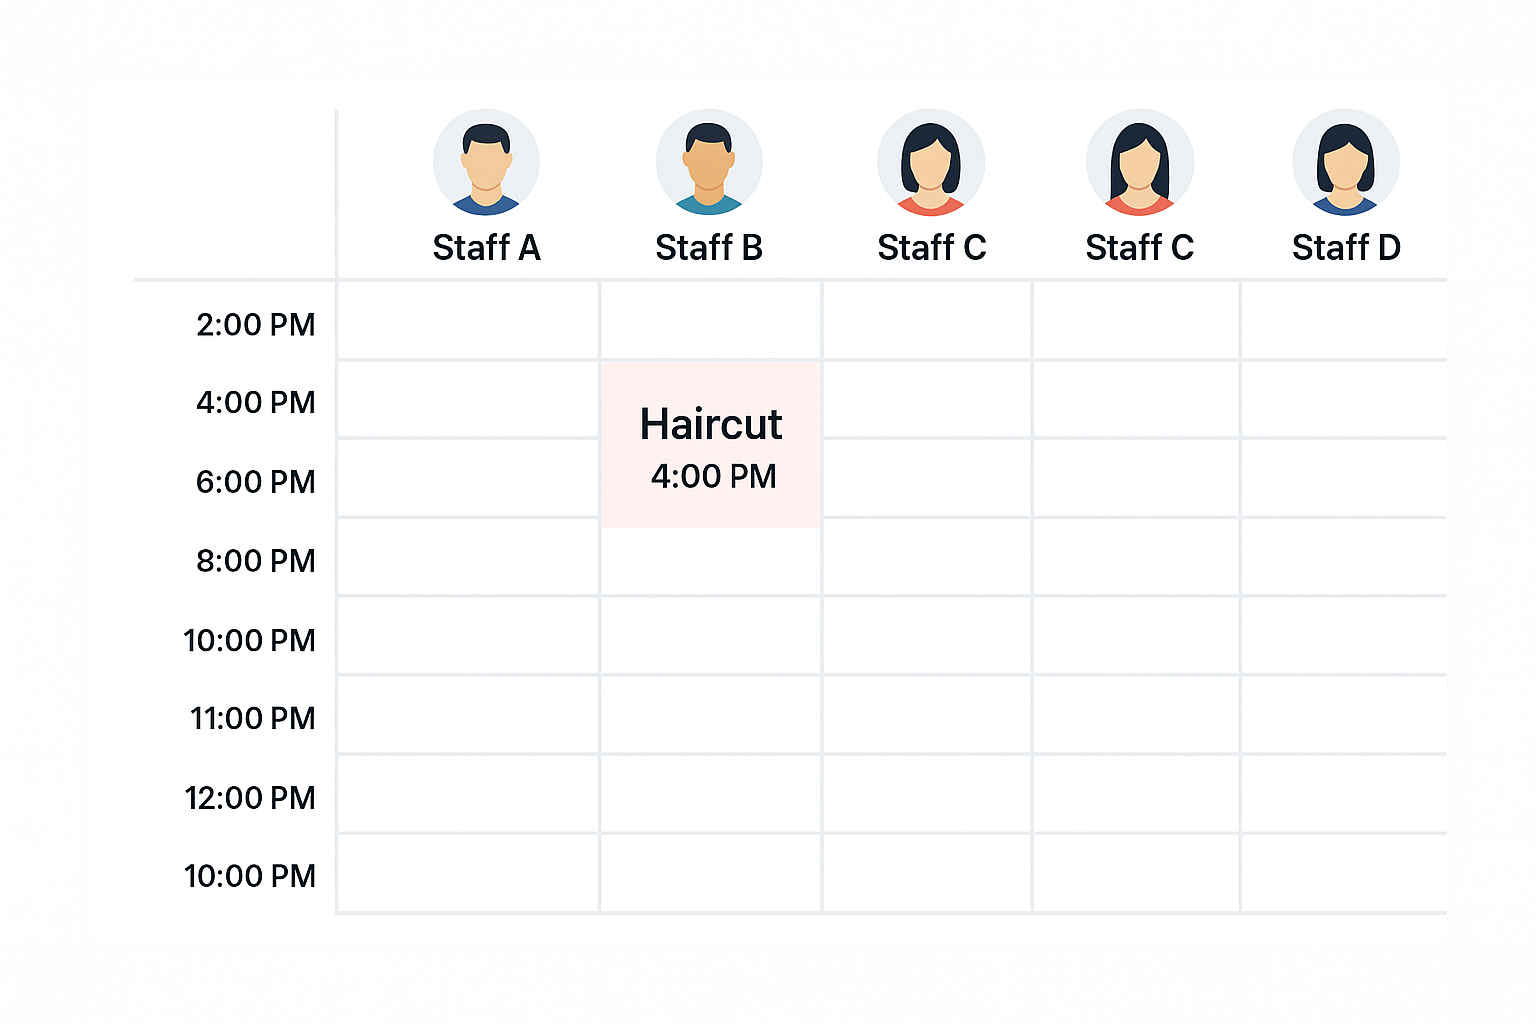 Staff A
Staff B
Staff C
Staff C
Staff D
2:00 PM
4:00 PM
Haircut
4:00 PM
6:00 PM
8:00 PM
10:00 PM
11:00 PM
12:00 PM
10:00 PM